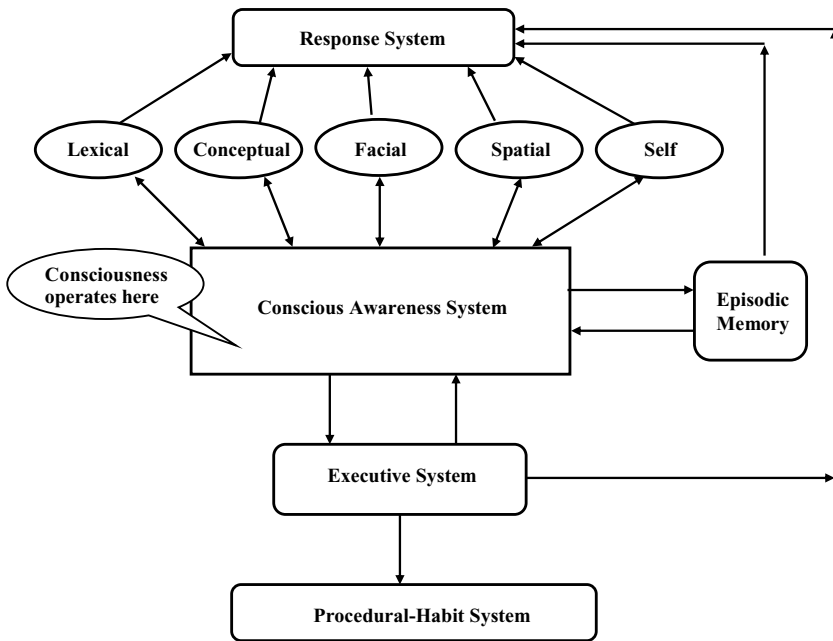 Response System
Lexical
Conceptual
Facial
Spatial
Self
Consciousness
operates here
Conscious Awareness System
Episodic
Memory
Executive System
Procedural-Habit System